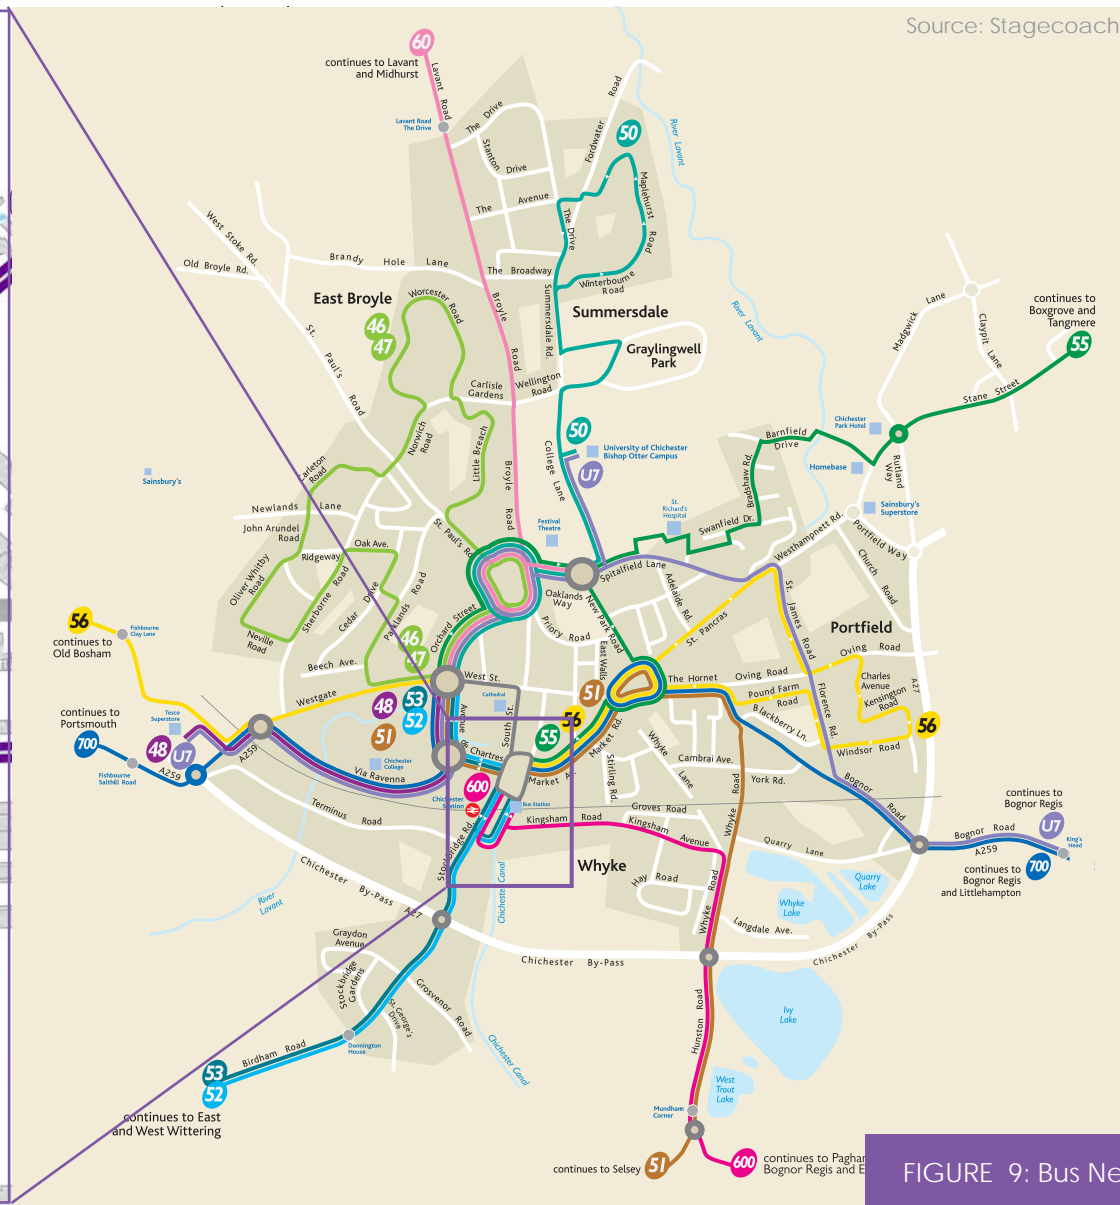 Source: Stagecoach
60
continues to Lavant
and Midhurst
Lavant Road
Lavant Road
The Drive
The Drive
Stanton Drive
The Avenue
Fordwater Road
50
River Lavant
Maplehurst Road
The Drive
The Broadway
Winterbourne
Road
West Stoke Rd.
Old Broyle Rd.
Brandy Hole Lane
East Broyle
46
47
Worcester Road
Broyle Road
Summersdale Rd.
Summersdale
River Lavant
Graylingwell
Park
Madgwick Lane
Claypit Lane
continues to
Boxgrove and
Tangmere
55
Stane Street
St. Paul's Road
Carlisle
Gardens
Wellington
Road
Norwich
Road
Little Breach
Broyle Road
College Lane
50
University of Chichester
Bishop Otter Campus
U7
Chichester
Park Hotel
Barnfield
Drive
Homebase
Rutland
Way
Bradshaw Rd.
Sainsbury's
Carleton
Road
Newlands Lane
John Arundel
Road
Oak Ave.
Ridgeway
St. Paul's Rd.
Festival
Theatre
St.
Richard's
Hospital
Swanfield Dr.
Sainsbury's
Superstore
Westhampnett Rd.
Portfield Way
Church Road
Oliver Whitby
Road
Sherborne Road
Cedar Drive
Parklands Road
Neville
Road
Orchard Street
Oaklands
Way
Spitalfield Lane
New Park Road
Adelaide Rd.
St. Pancras
St. James Road
Priory Road
East Walls
Portfield
56
Fishbourne
Clay Lane
continues to
Old Bosham
Beech Ave.
46
47
West St.
Cathedral
The Hornet
Oving Road
Oving Road
Charles
Avenue
Kensington
Road
A27
Westgate
48
53
52
51
Avenue de Chartres
South St.
51
56
55
Market Rd.
Pound Farm
Road
Blackberry Ln.
Florence Rd.
56
Windsor Road
continues to
Portsmouth
700
Tesco
Superstore
48
U7
Fishbourne
Salthill Road
A259
A259
Via Ravenna
Chichester
College
Market A
Whyke Lane
Cambrai Ave.
York Rd.
Stirling Rd.
600
Chichester
Station
Bus Station
Groves Road
Kingsham Road
Kingsham Avenue
Whyke Road
Bognor Road
continues to
Bognor Regis
U7
Bognor Road
A259
King's
Head
continues to
Bognor Regis
and Littlehampton
700
Terminus Road
Stockbridge Rd.
Chichester Canal
Whyke
Quarry Lane
Quarry
Lake
Whyke
Lake
Hay Road
Whyke Road
Langdale Ave.
Chichester By-Pass
A27
River
Lavant
Chichester By-Pass
Chichester By-Pass
Graydon
Avenue
Stockbridge
Gardens
St. George's
Drive
Grosvenor Road
Chichester Canal
Ivy
Lake
Hunston Road
Birdham Road
Donnington
House
53
52
continues to East
and West Wittering
West
Trout
Lake
Mundham
Corner
continues to Selsey
51
600
continues to Pagha
Bognor Regis and E
FIGURE 9: Bus Ne